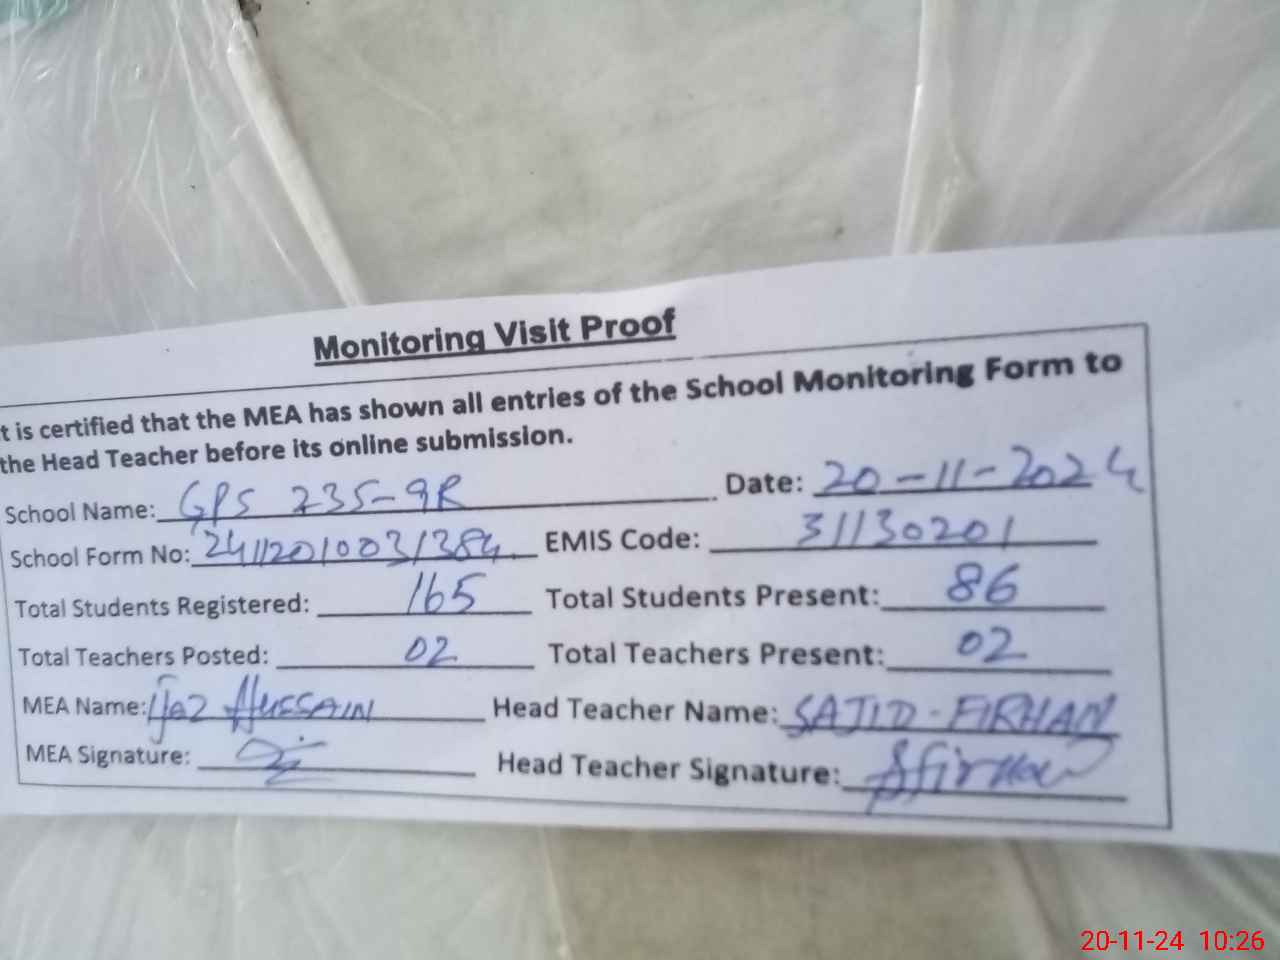 Monitoring Visit Proof
t is certified that the MEA has shown all entries of the School Monitoring Form to
the Head Teacher before its online submission.
School Name: GPS 235-9R Date: 20-11-2024
School Form No: 24112010031384 EMIS Code: 31130201
Total Students Registered: 165 Total Students Present: 86
Total Teachers Posted: 02 Total Teachers Present: 02
MEA Name: Ijaz Hussain Head Teacher Name: SAJID-FIRHAN
MEA Signature: Head Teacher Signature: Sfirhan
20-11-24 10:26